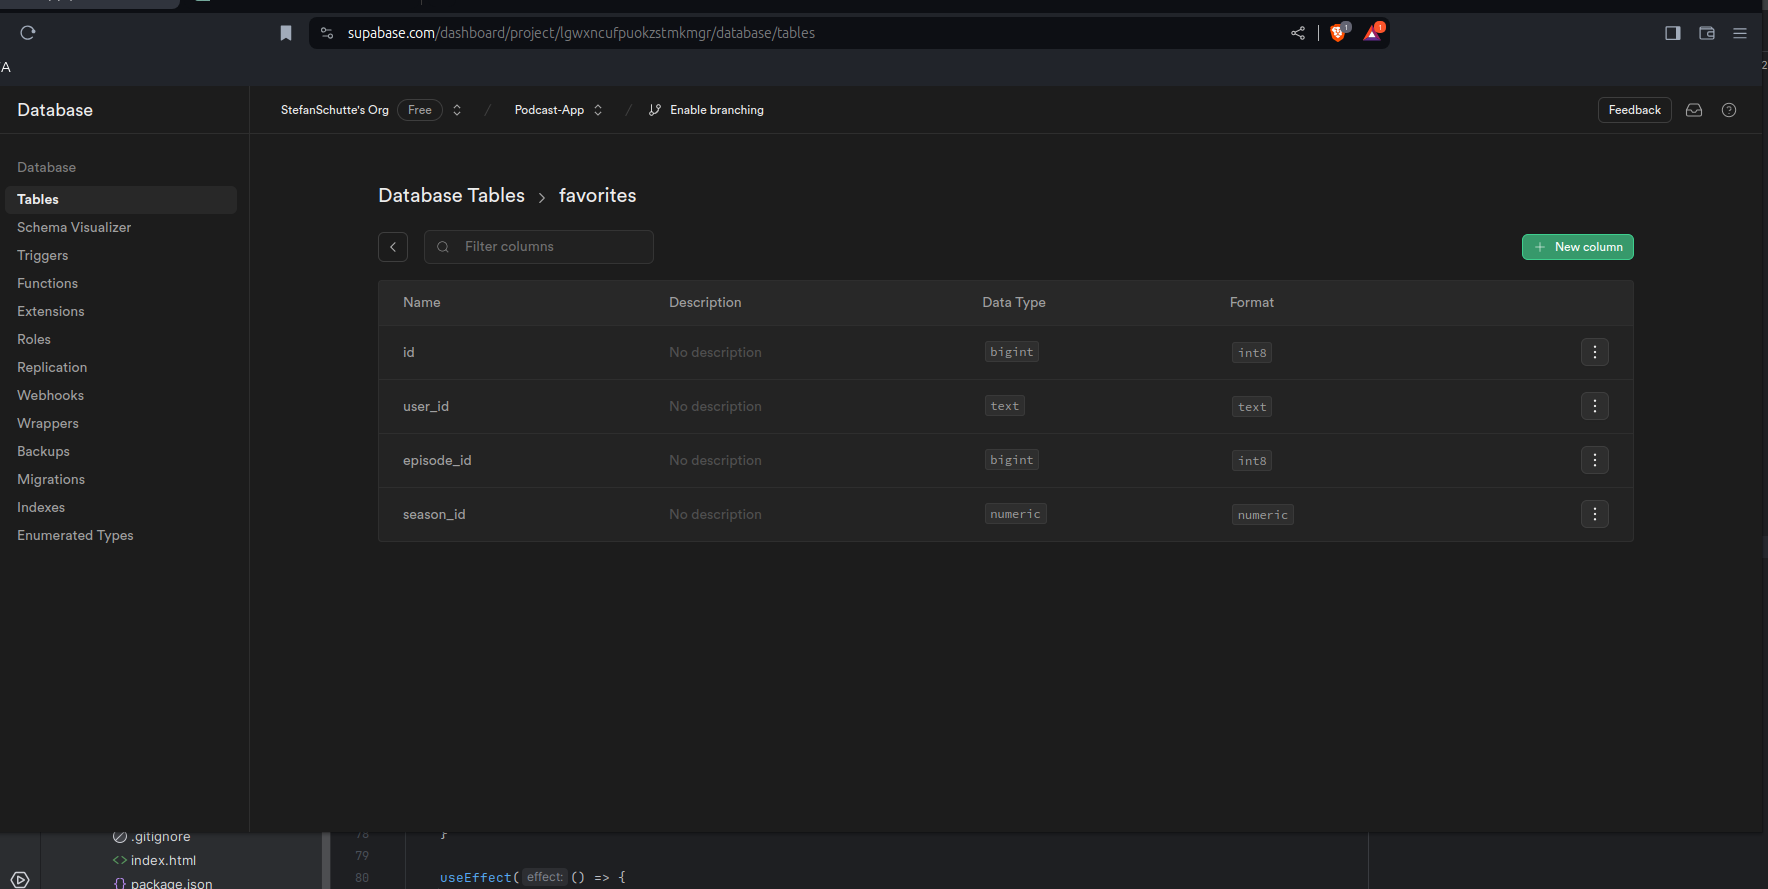 supabase.com/dashboard/project/lgwxncufpuokzstmkmgr/database/tables
1
1
A
2
Database
StefanSchutte's Org Free / Podcast-App / Enable branching
Feedback
Database
Tables
Schema Visualizer
Triggers
Functions
Extensions
Roles
Replication
Webhooks
Wrappers
Backups
Migrations
Indexes
Enumerated Types
Database Tables > favorites
Filter columns
+ New column
Name Description Data Type Format
id No description bigint int8
user_id No description text text
episode_id No description bigint int8
season_id No description numeric numeric
.gitignore
<> index.html
{} package.json
78 }
79
80 useEffect( effect: () => {